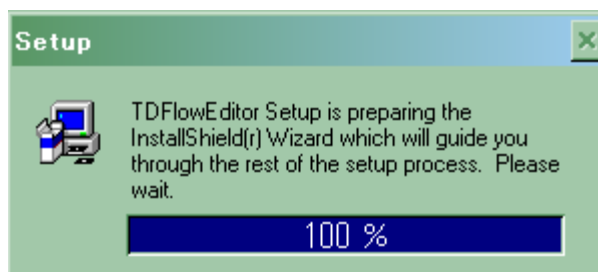 Setup
TDFlowEditor Setup is preparing the
InstallShield(r) Wizard which will guide you
through the rest of the setup process.  Please
wait.
100 %